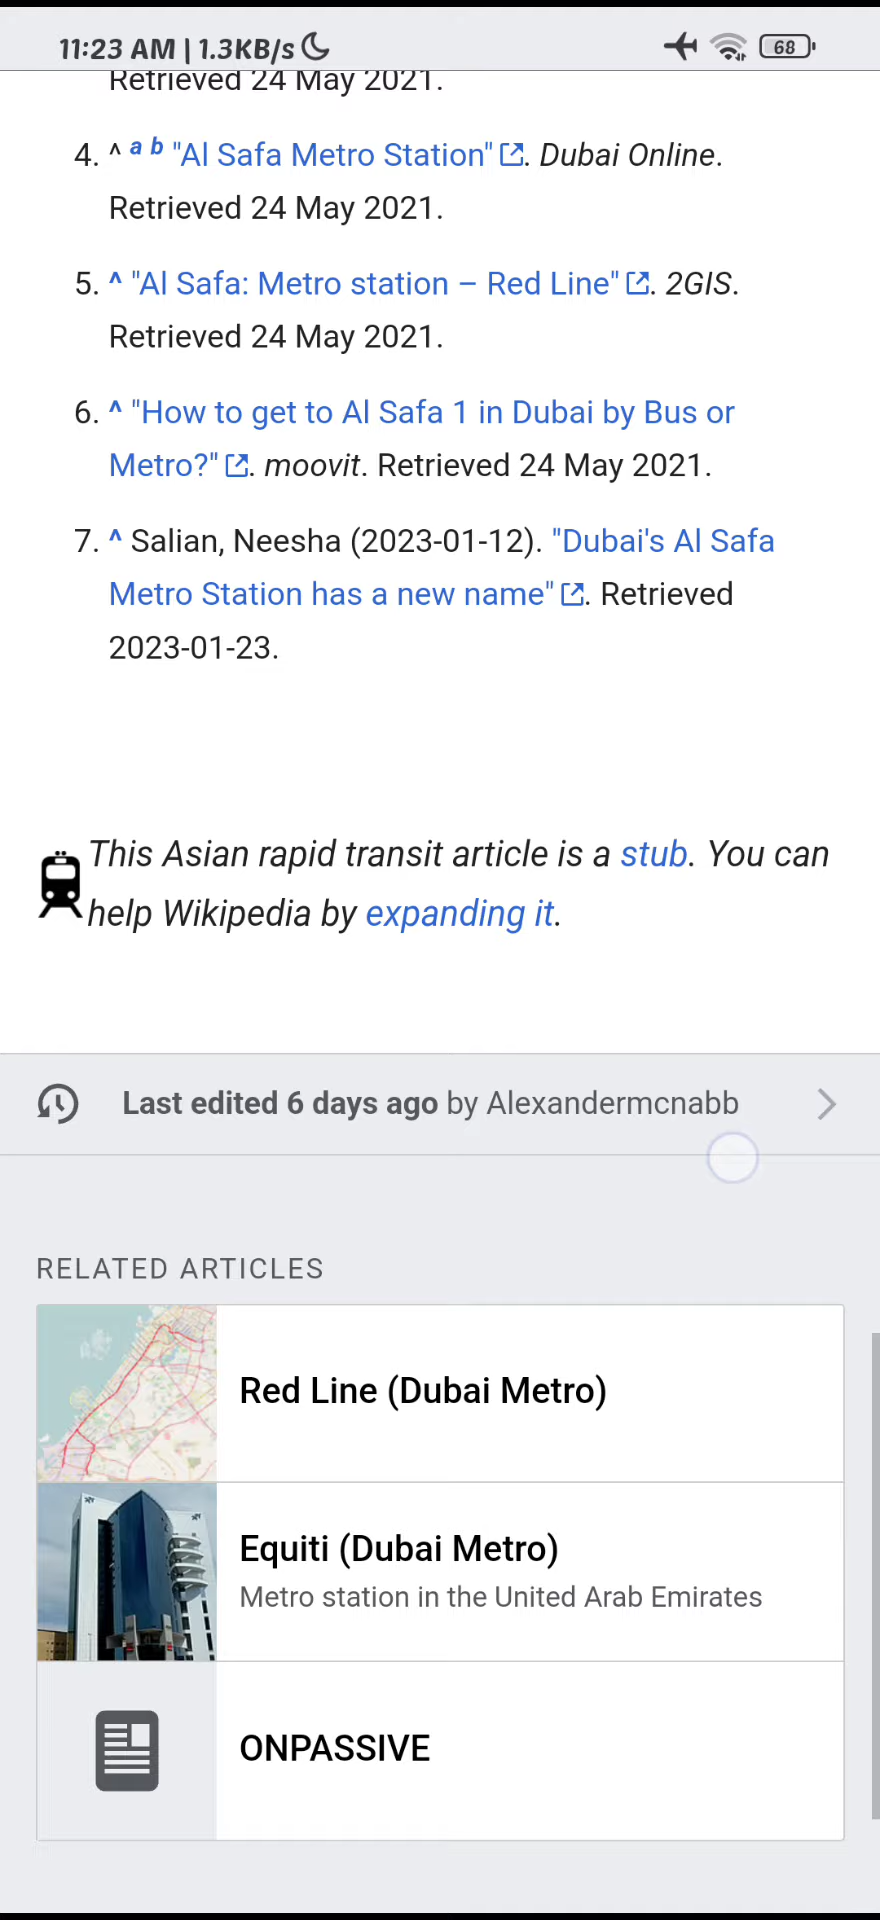 11:23 AM | 1.3KB/s
68
Retrieved 24 May 2021.
4. ^ a b "Al Safa Metro Station". Dubai Online.
Retrieved 24 May 2021.
5. ^ "Al Safa: Metro station – Red Line". 2GIS.
Retrieved 24 May 2021.
6. ^ "How to get to Al Safa 1 in Dubai by Bus or
Metro?". moovit. Retrieved 24 May 2021.
7. ^ Salian, Neesha (2023-01-12). "Dubai's Al Safa
Metro Station has a new name". Retrieved
2023-01-23.
This Asian rapid transit article is a stub. You can
help Wikipedia by expanding it.
Last edited 6 days ago by Alexandermcnabb
RELATED ARTICLES
Red Line (Dubai Metro)
Equiti (Dubai Metro)
Metro station in the United Arab Emirates
ONPASSIVE